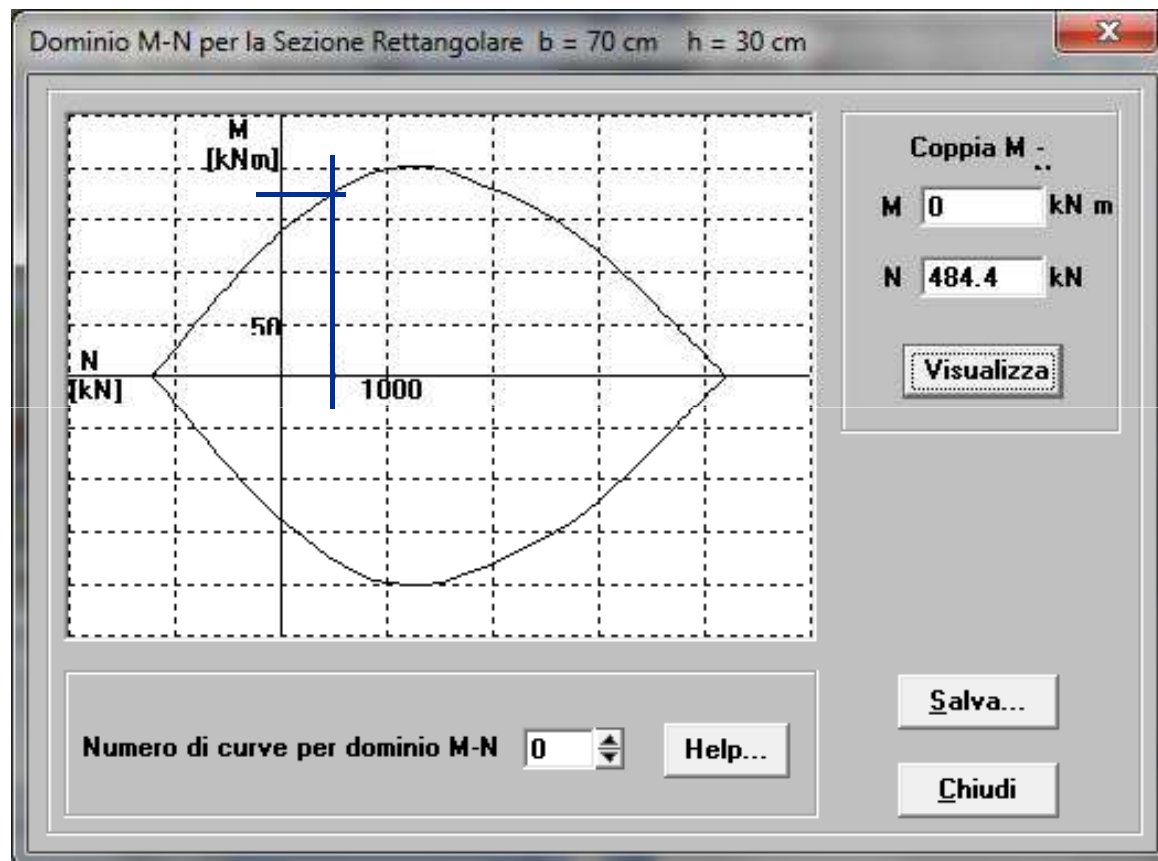 Dominio M-N per la Sezione Rettangolare b = 70 cm h = 30 cm
M
[kNm]
50
N
[kN]
1000
Coppia M -
M 0 kN m
N 484.4 kN
Visualizza
Numero di curve per dominio M-N 0 Help...
Salva...
Chiudi